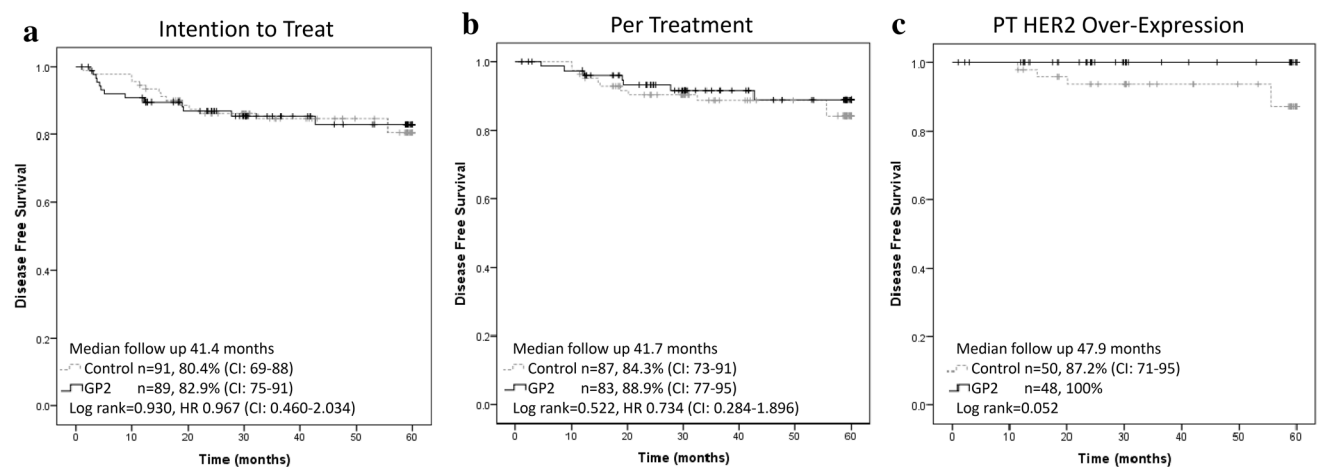 a
Intention to Treat
Disease Free Survival
1.0
0.8
0.6
0.4
0.2
0.0
Median follow up 41.4 months
Control n=91, 80.4% (CI: 69-88)
GP2 n=89, 82.9% (CI: 75-91)
Log rank=0.930, HR 0.967 (CI: 0.460-2.034)
0 10 20 30 40 50 60
Time (months)
b
Per Treatment
Disease Free Survival
1.0
0.8
0.6
0.4
0.2
0.0
Median follow up 41.7 months
Control n=87, 84.3% (CI: 73-91)
GP2 n=83, 88.9% (CI: 77-95)
Log rank=0.522, HR 0.734 (CI: 0.284-1.896)
0 10 20 30 40 50 60
Time (months)
c
PT HER2 Over-Expression
Disease Free Survival
1.0
0.8
0.6
0.4
0.2
0.0
Median follow up 47.9 months
Control n=50, 87.2% (CI: 71-95)
GP2 n=48, 100%
Log rank=0.052
0 10 20 30 40 50 60
Time (months)